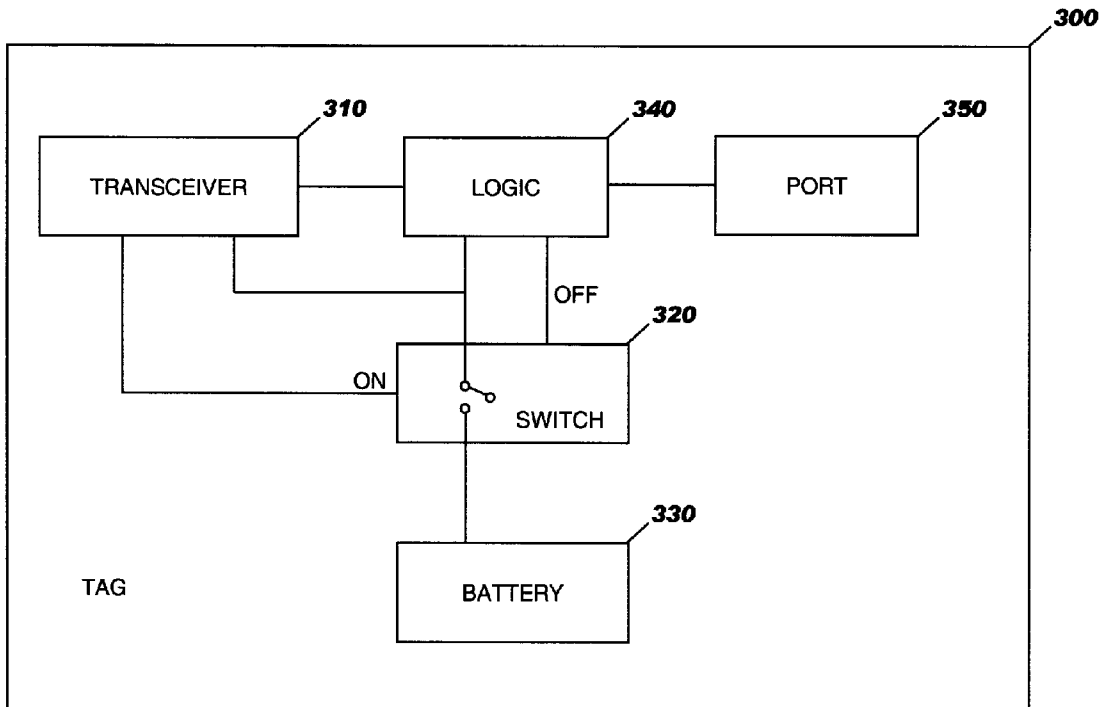 300
310
340
350
TRANSCEIVER
LOGIC
PORT
OFF
320
ON
SWITCH
330
TAG
BATTERY